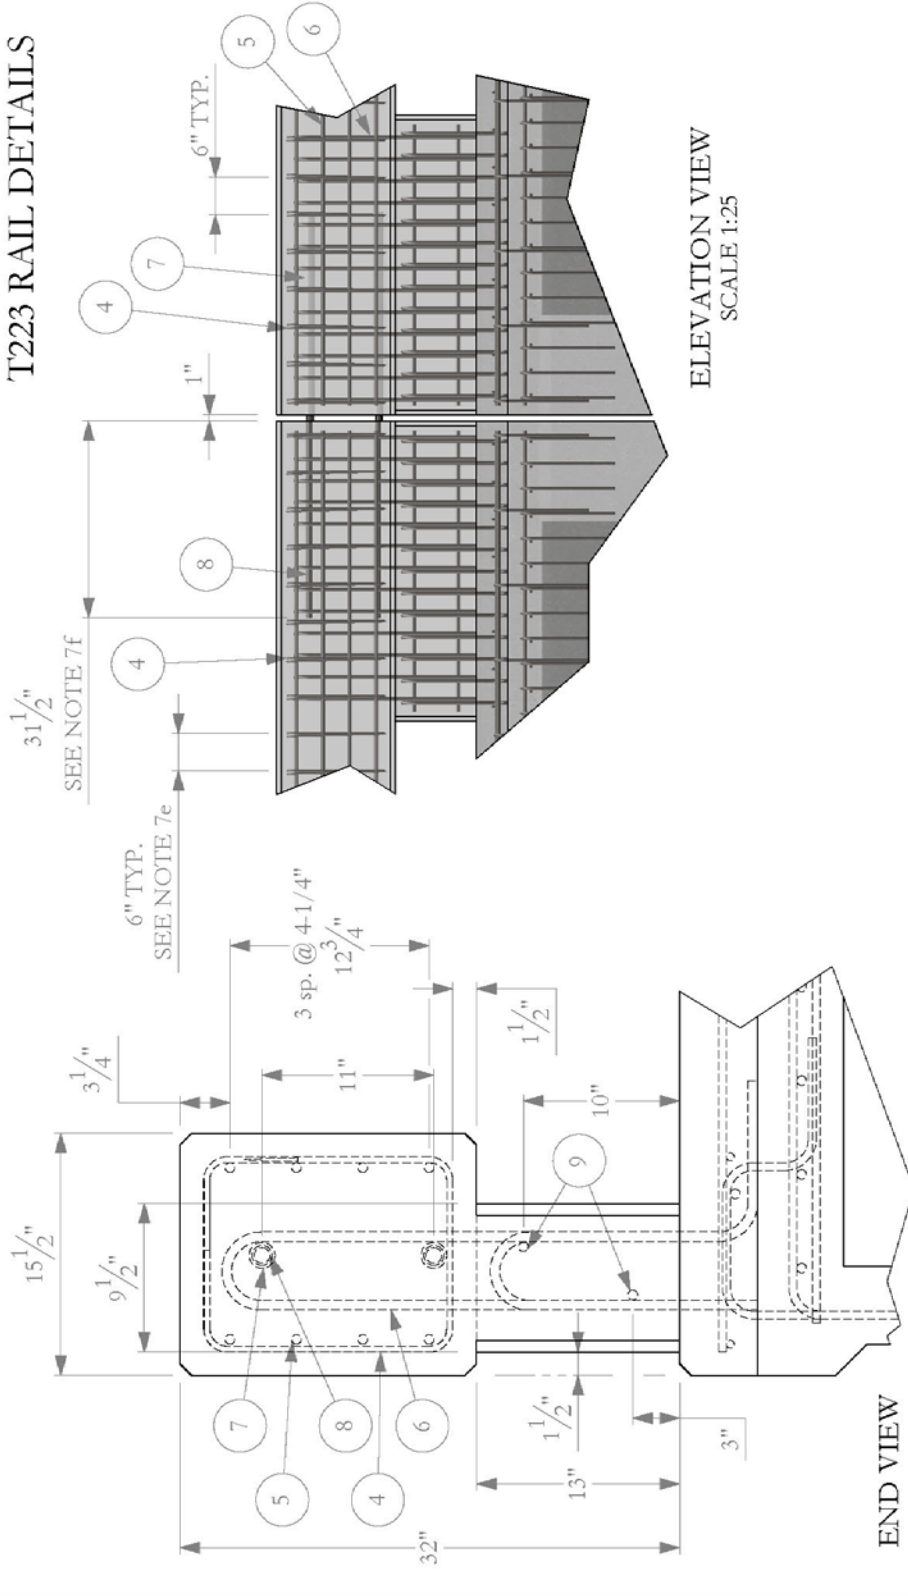 T223 RAIL DETAILS
31 1/2"
SEE NOTE 7f
15 1/2"
3 1/4"
6" TYP.
SEE NOTE 7e
4
4
7
1"
6" TYP.
5
6
8
9 1/2"
7
8
5
4
6
11"
3 sp. @ 4-1/4"
12 3/4"
32"
13"
1 1/2"
3"
9
10"
1 1/2"
END VIEW
ELEVATION VIEW
SCALE 1:25